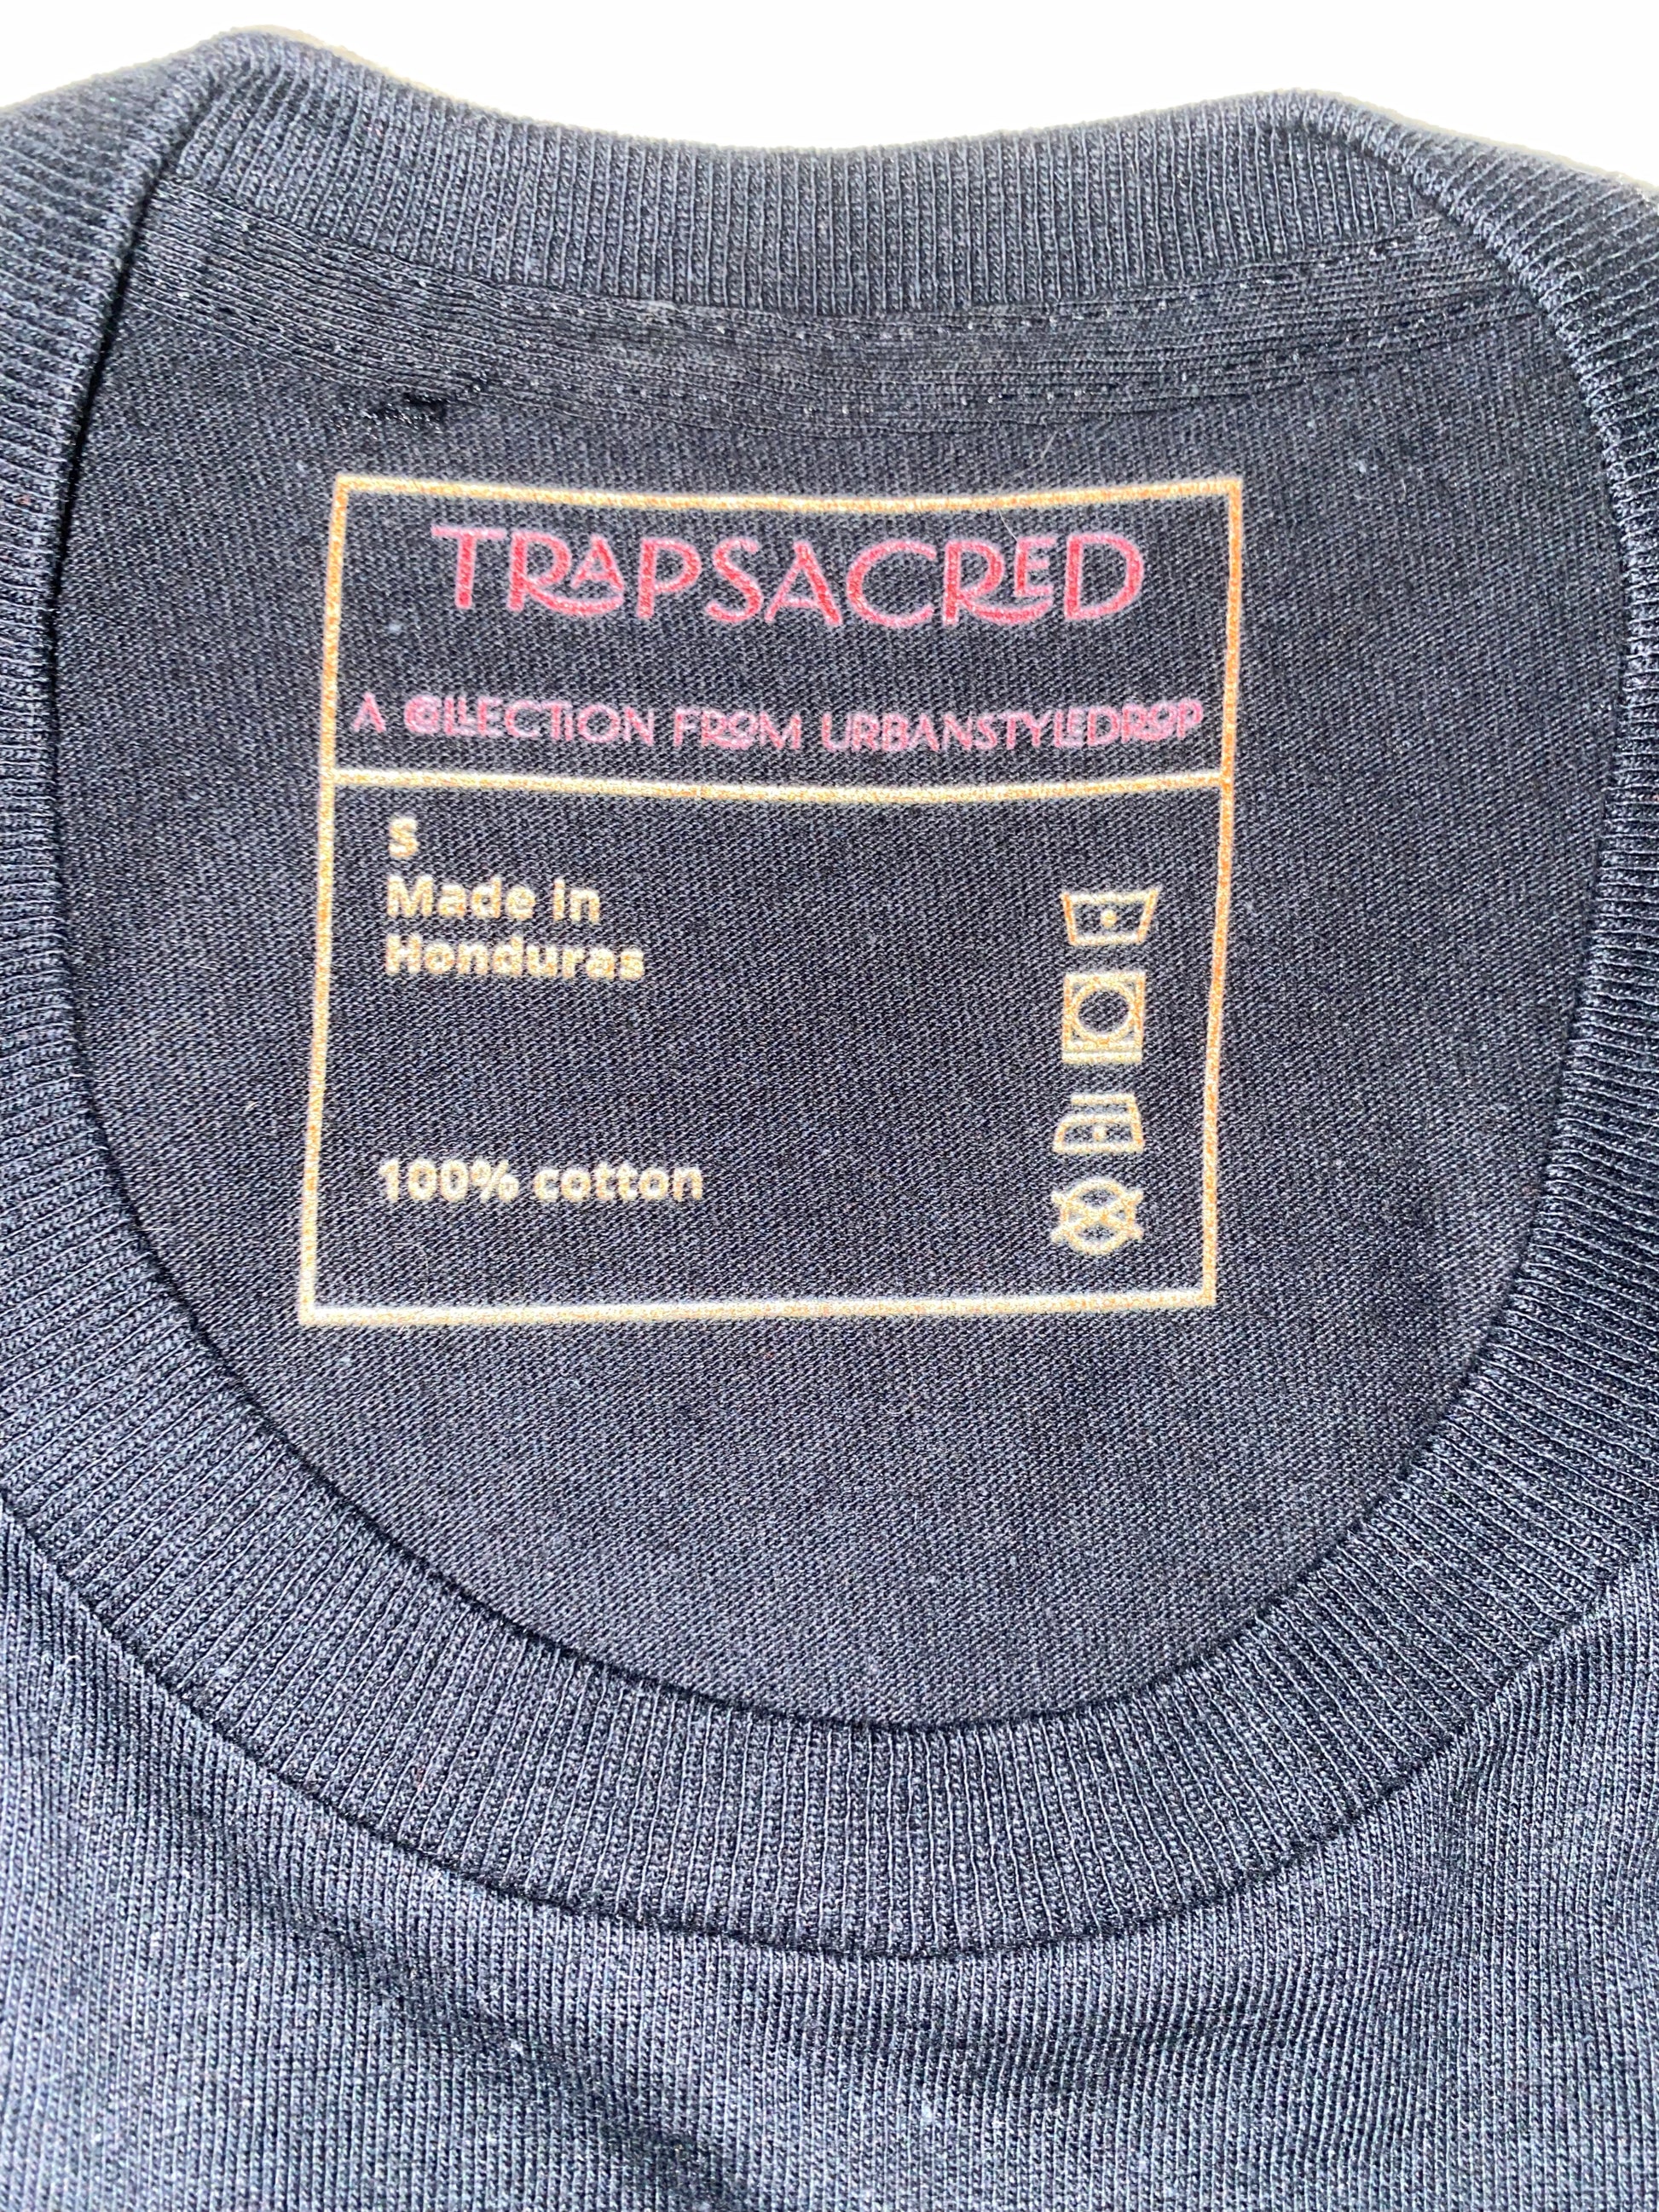 TRAPSACRED
A COLLECTION FROM URBANSTYLEDROP
S
Made in
Honduras
100% cotton